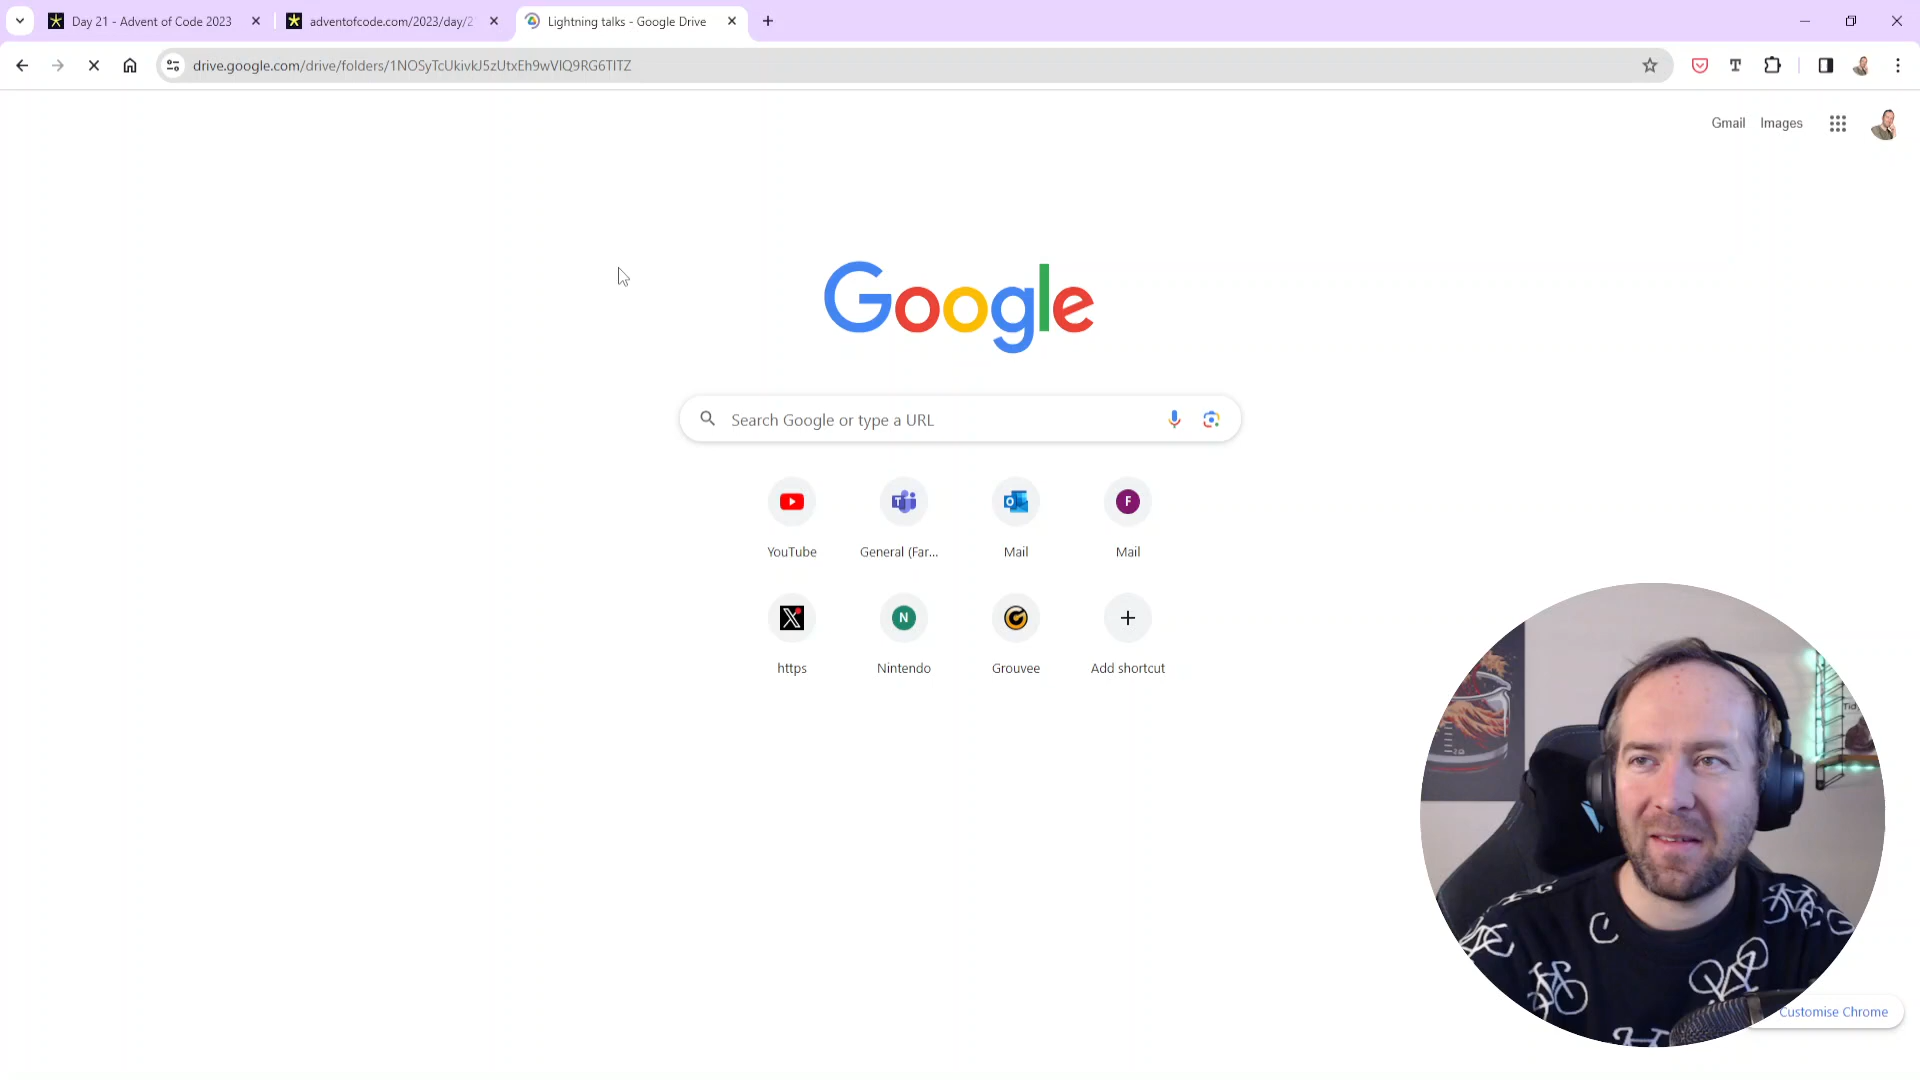 Day 21 - Advent of Code 2023
adventofcode.com/2023/day/2
Lightning talks - Google Drive
drive.google.com/drive/folders/1NOSyTcUkivkJ5zUtxEh9wVlQ9RG6TITZ
Gmail
Images
Google
Search Google or type a URL
YouTube
General (Far...
Mail
F
Mail
https
N
Nintendo
Grouvee
Add shortcut
Tid
Customise Chrome